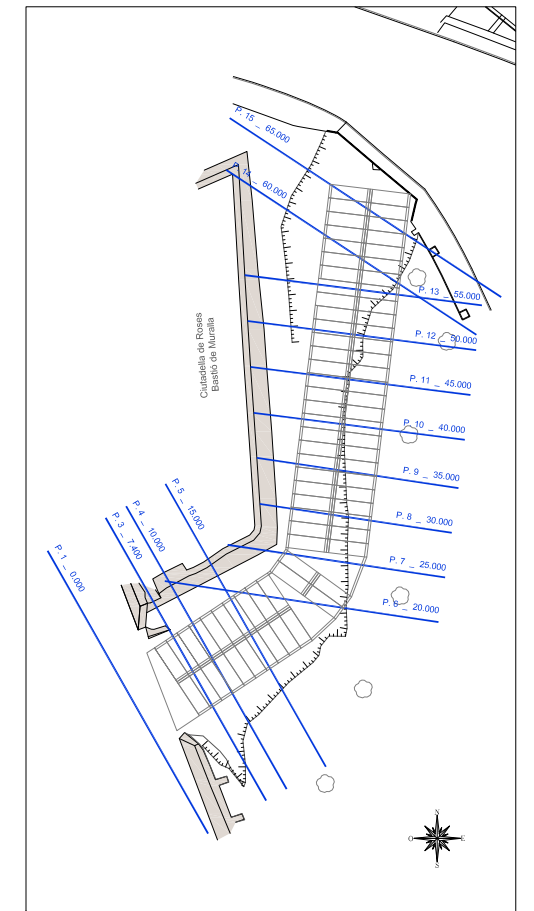 P. 15 _ 65.000
P. 14 _ 60.000
P. 13 _ 55.000
P. 12 _ 50.000
P. 11 _ 45.000
Ciutadella de Roses
Bastió de Muralla
P. 10 _ 40.000
P. 9 _ 35.000
P. 8 _ 30.000
P. 5 _ 15.000
P. 4 _ 10.000
P. 3 _ 7.400
P. 1 _ 0.000
P. 7 _ 25.000
P. 6 _ 20.000
N
O
E
S